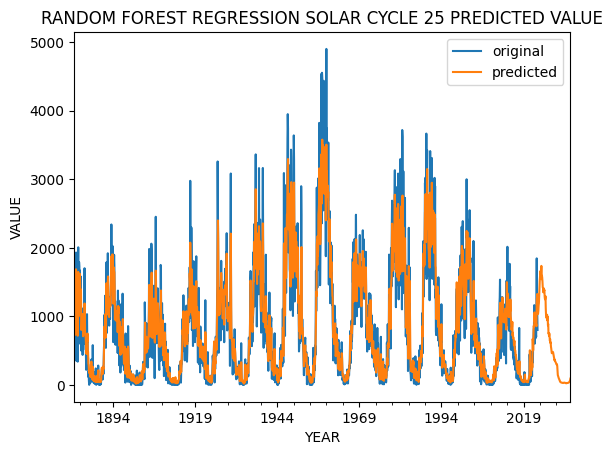 RANDOM FOREST REGRESSION SOLAR CYCLE 25 PREDICTED VALUE
original
predicted
5000
4000
3000
2000
1000
0
VALUE
1894 1919 1944 1969 1994 2019
YEAR